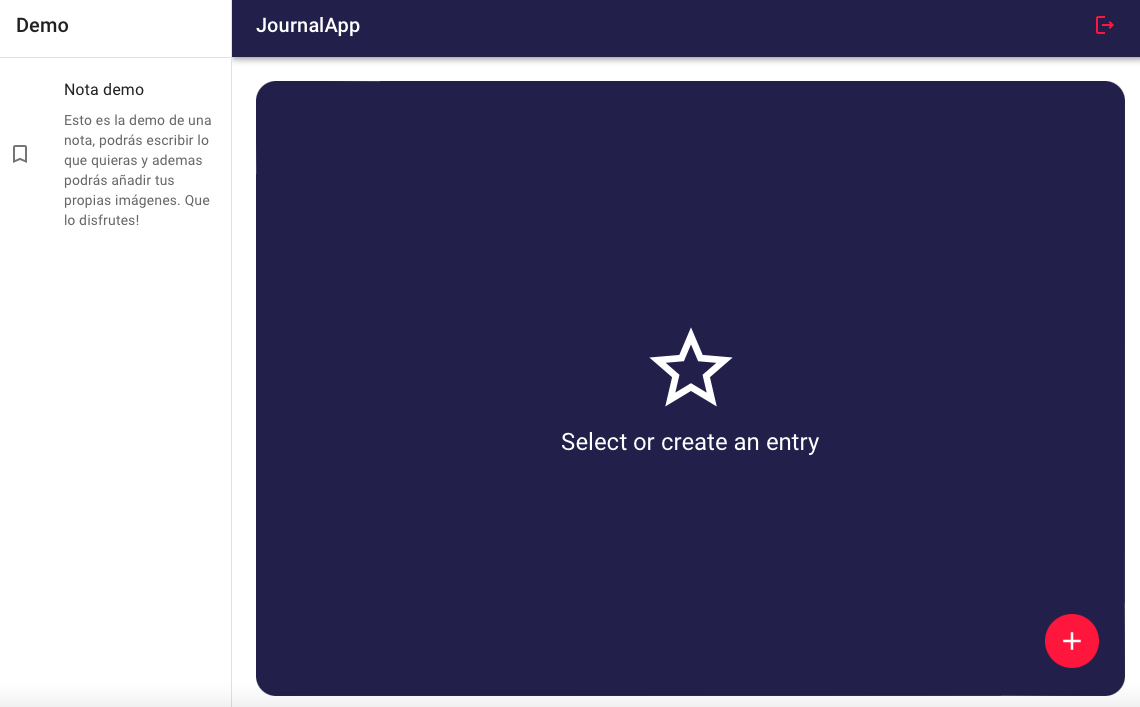 Demo
JournalApp
Nota demo
Esto es la demo de una
nota, podrás escribir lo
que quieras y ademas
podrás añadir tus
propias imágenes. Que
lo disfrutes!
Select or create an entry